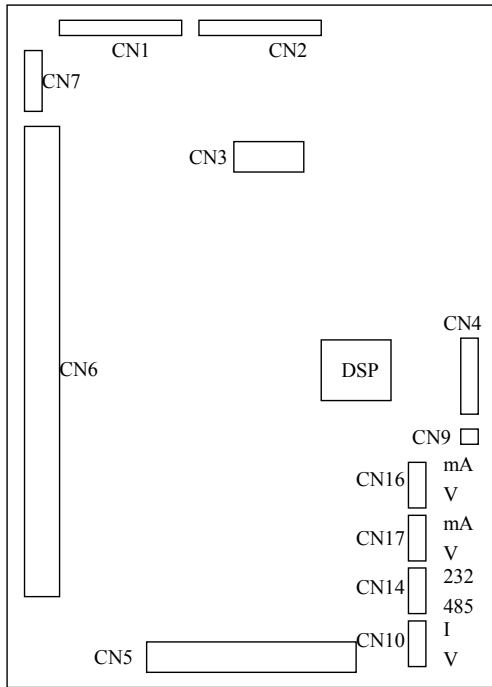 CN1 CN2
CN7
CN3
CN4
CN6
DSP
CN9
CN16 mA
V
CN17 mA
V
CN14 232
485
CN10 I
V
CN5